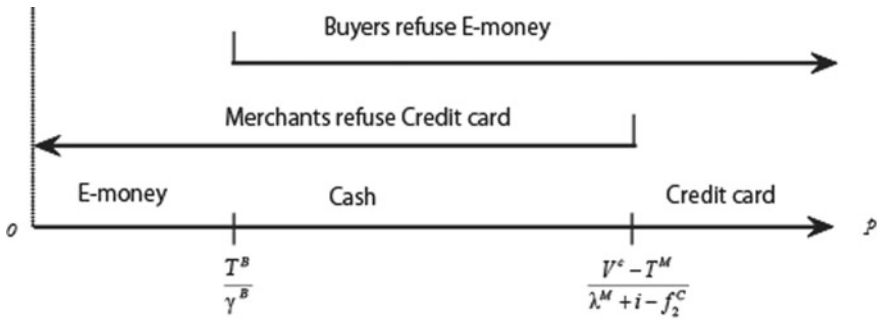 Buyers refuse E-money
Merchants refuse Credit card
E-money Cash Credit card
o p
T^B / γ^B
V^c − T^M / λ^M + i − f_2^C